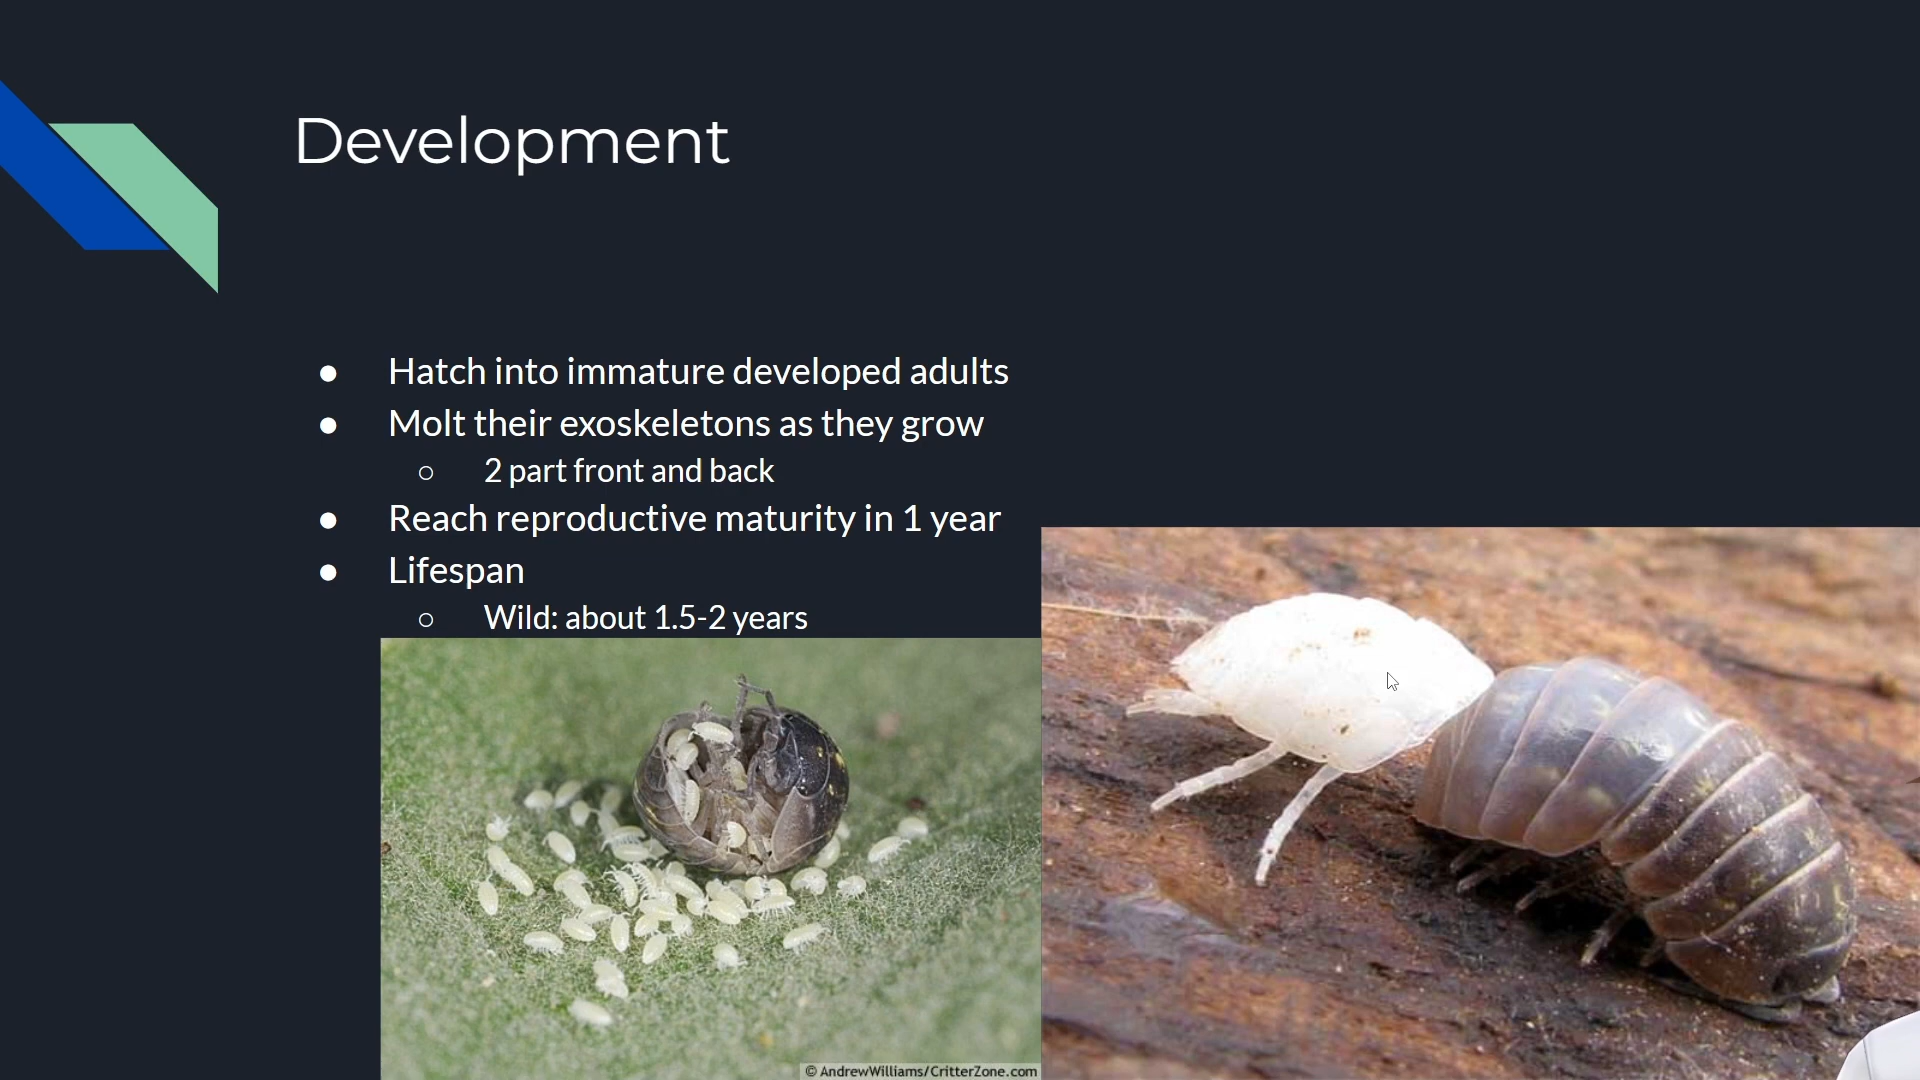 Development
● Hatch into immature developed adults
● Molt their exoskeletons as they grow
○ 2 part front and back
● Reach reproductive maturity in 1 year
● Lifespan
○ Wild: about 1.5-2 years
© AndrewWilliams/CritterZone.com